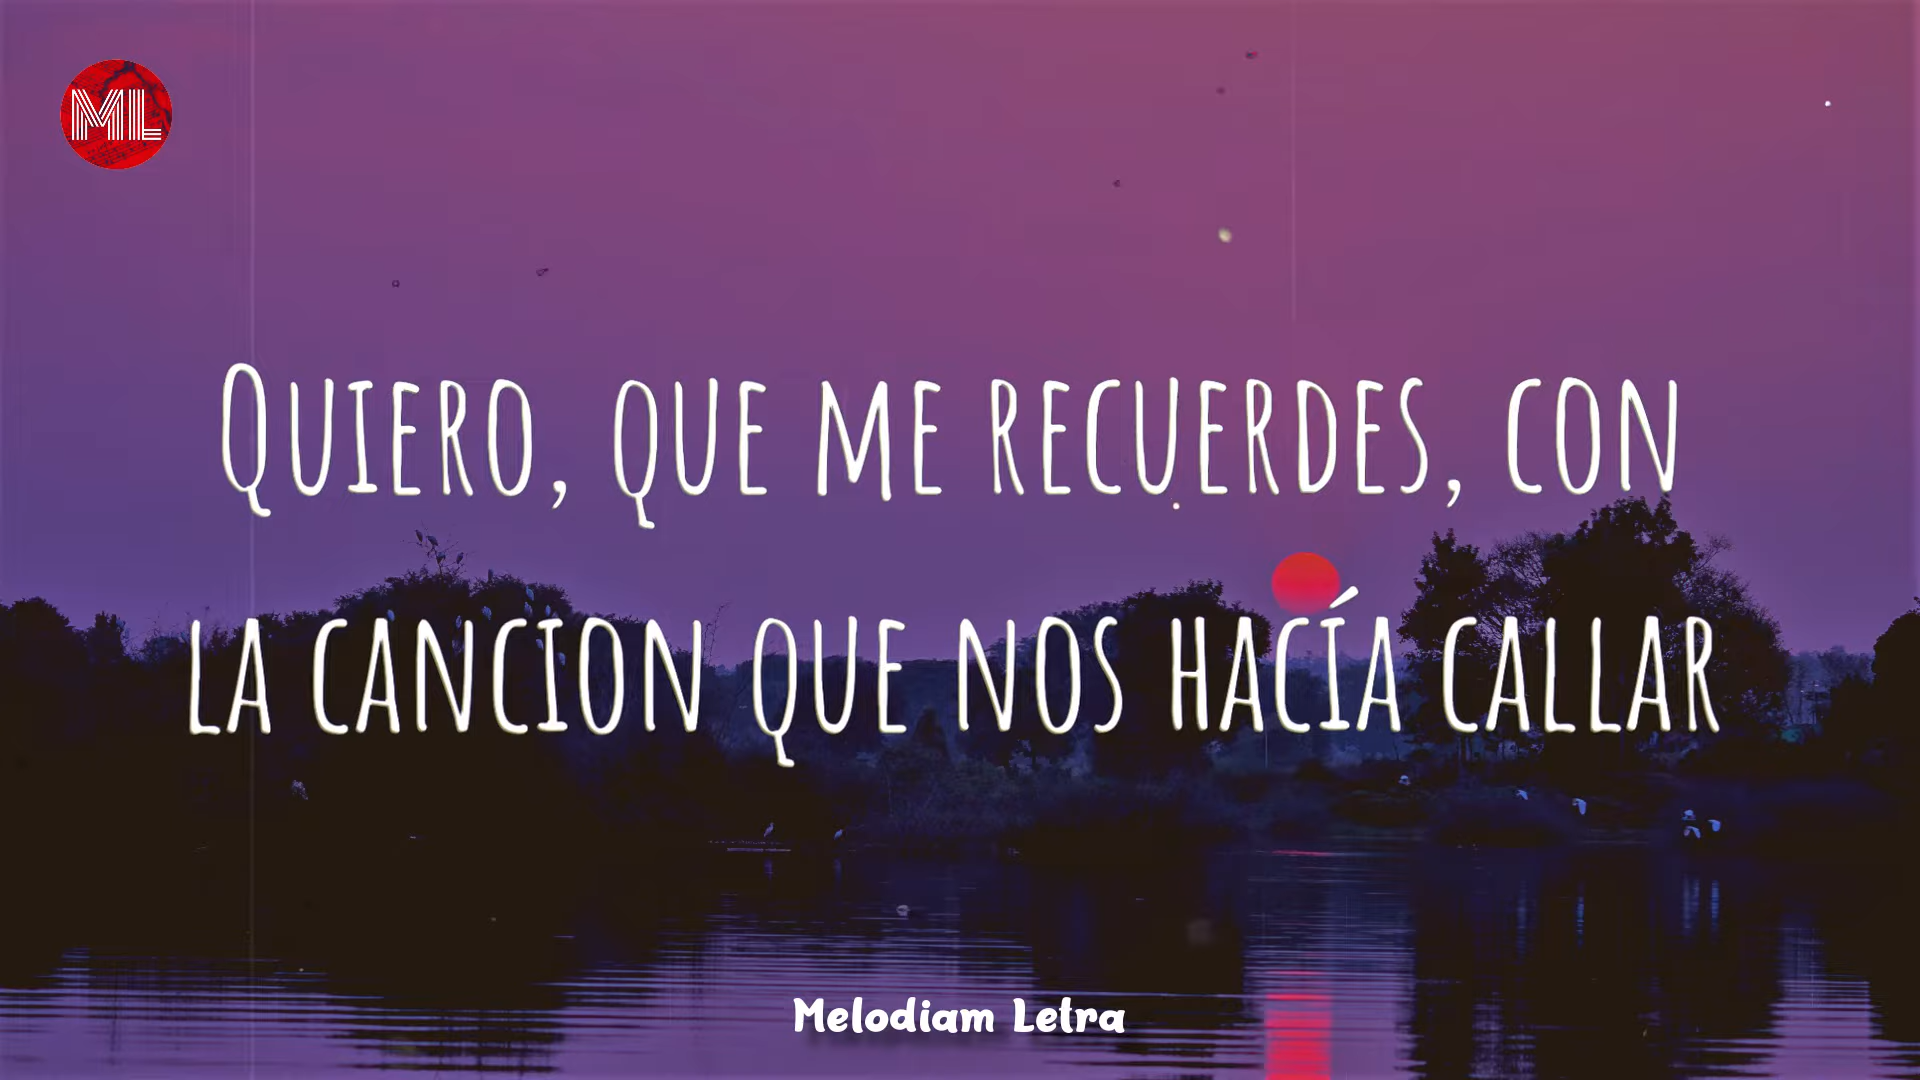 ML
Quiero, que me recuerdes, con
la cancion que nos hacía callar
Melodiam Letra